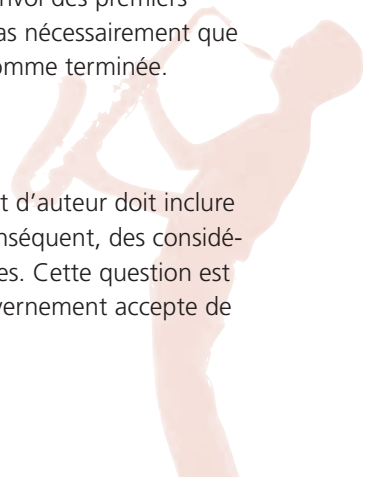 nvoi des premiers
as nécessairement que
omme terminée.
t d’auteur doit inclure
nséquent, des considé-
es. Cette question est
vernement accepte de